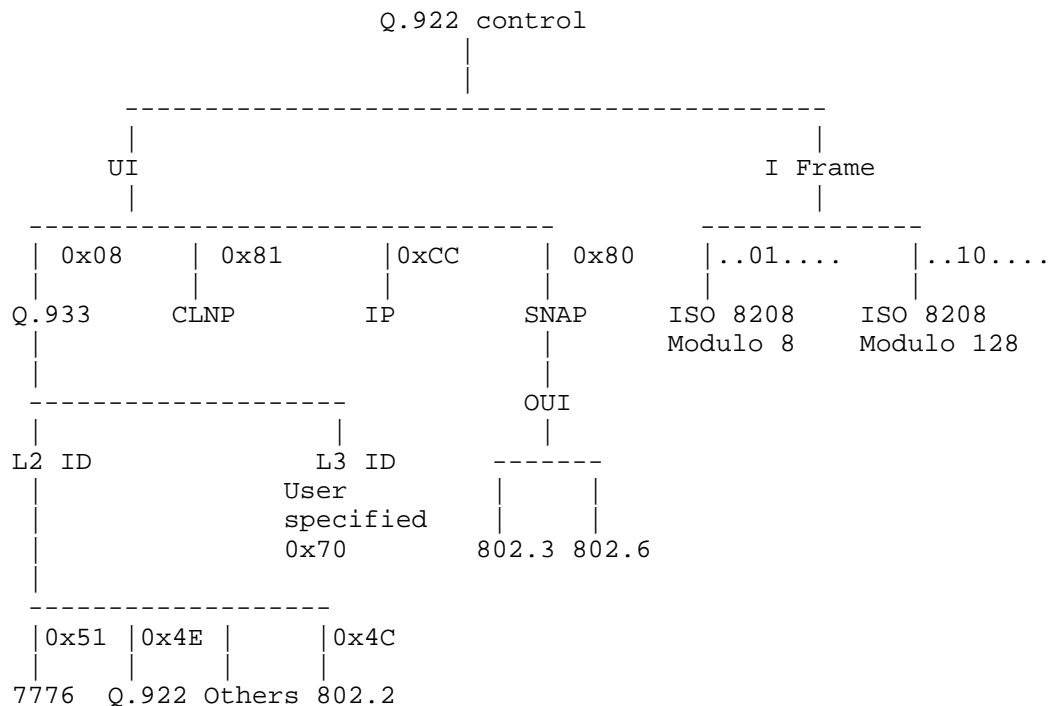 Q.922 control
UI I Frame
0x08 0x81 0xCC 0x80 ..01.... ..10....
Q.933 CLNP IP SNAP ISO 8208 ISO 8208
Modulo 8 Modulo 128
OUI
L2 ID L3 ID
User
specified
0x70 802.3 802.6
0x51 0x4E 0x4C
7776 Q.922 Others 802.2